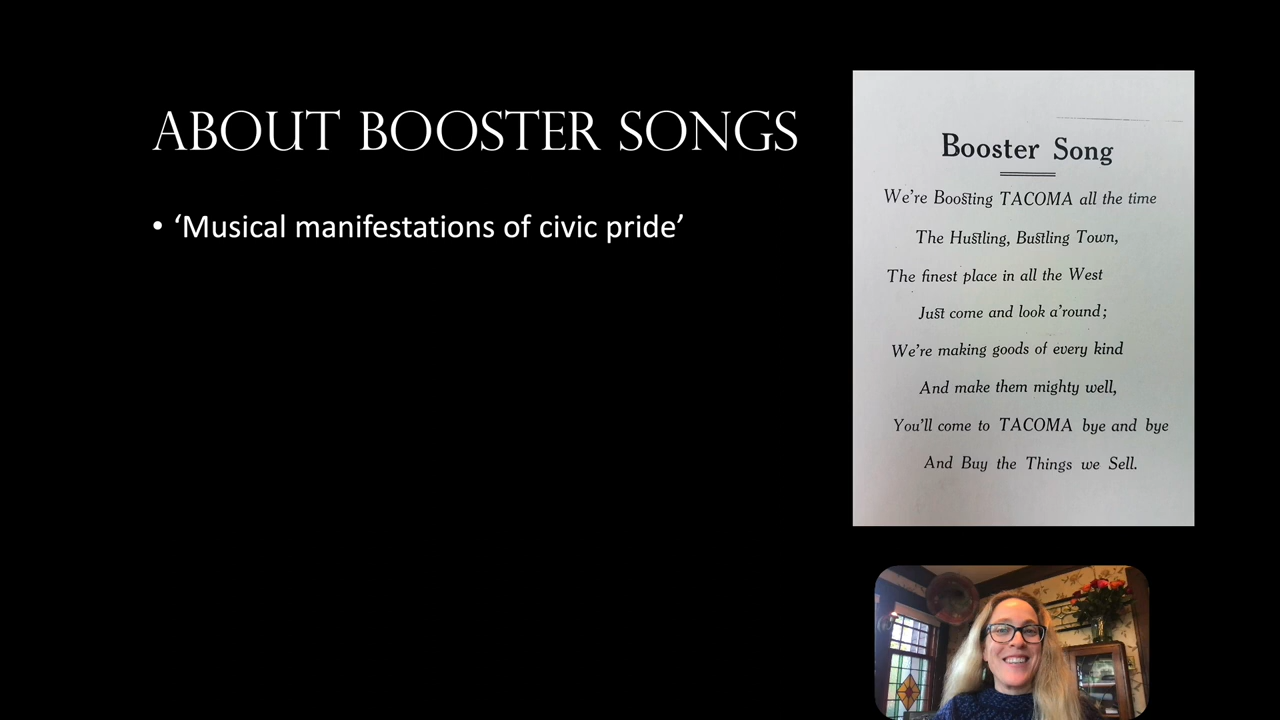 ABOUT BOOSTER SONGS
• ‘Musical manifestations of civic pride’
Booster Song
We're Boosting TACOMA all the time
The Hustling, Bustling Town,
The finest place in all the West
Just come and look a'round;
We're making goods of every kind
And make them mighty well,
You'll come to TACOMA bye and bye
And Buy the Things we Sell.